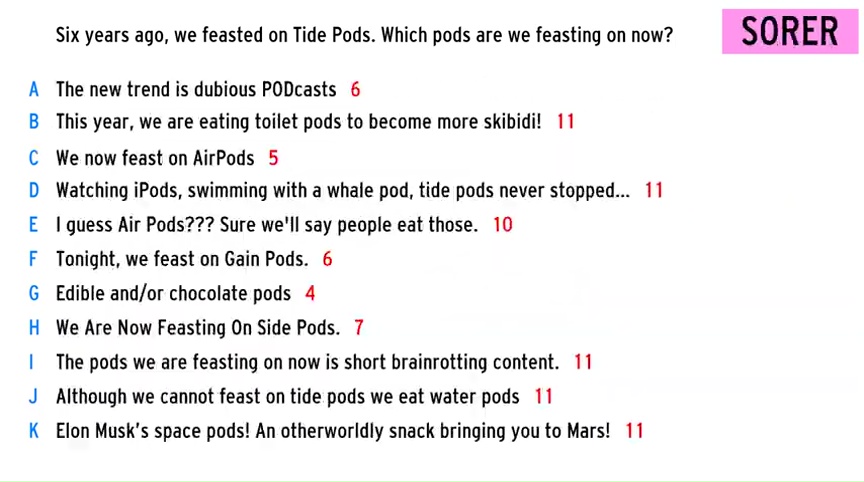 Six years ago, we feasted on Tide Pods. Which pods are we feasting on now?
SORER
A The new trend is dubious PODcasts 6
B This year, we are eating toilet pods to become more skibidi! 11
C We now feast on AirPods 5
D Watching iPods, swimming with a whale pod, tide pods never stopped... 11
E I guess Air Pods??? Sure we'll say people eat those. 10
F Tonight, we feast on Gain Pods. 6
G Edible and/or chocolate pods 4
H We Are Now Feasting On Side Pods. 7
I The pods we are feasting on now is short brainrotting content. 11
J Although we cannot feast on tide pods we eat water pods 11
K Elon Musk's space pods! An otherworldly snack bringing you to Mars! 11